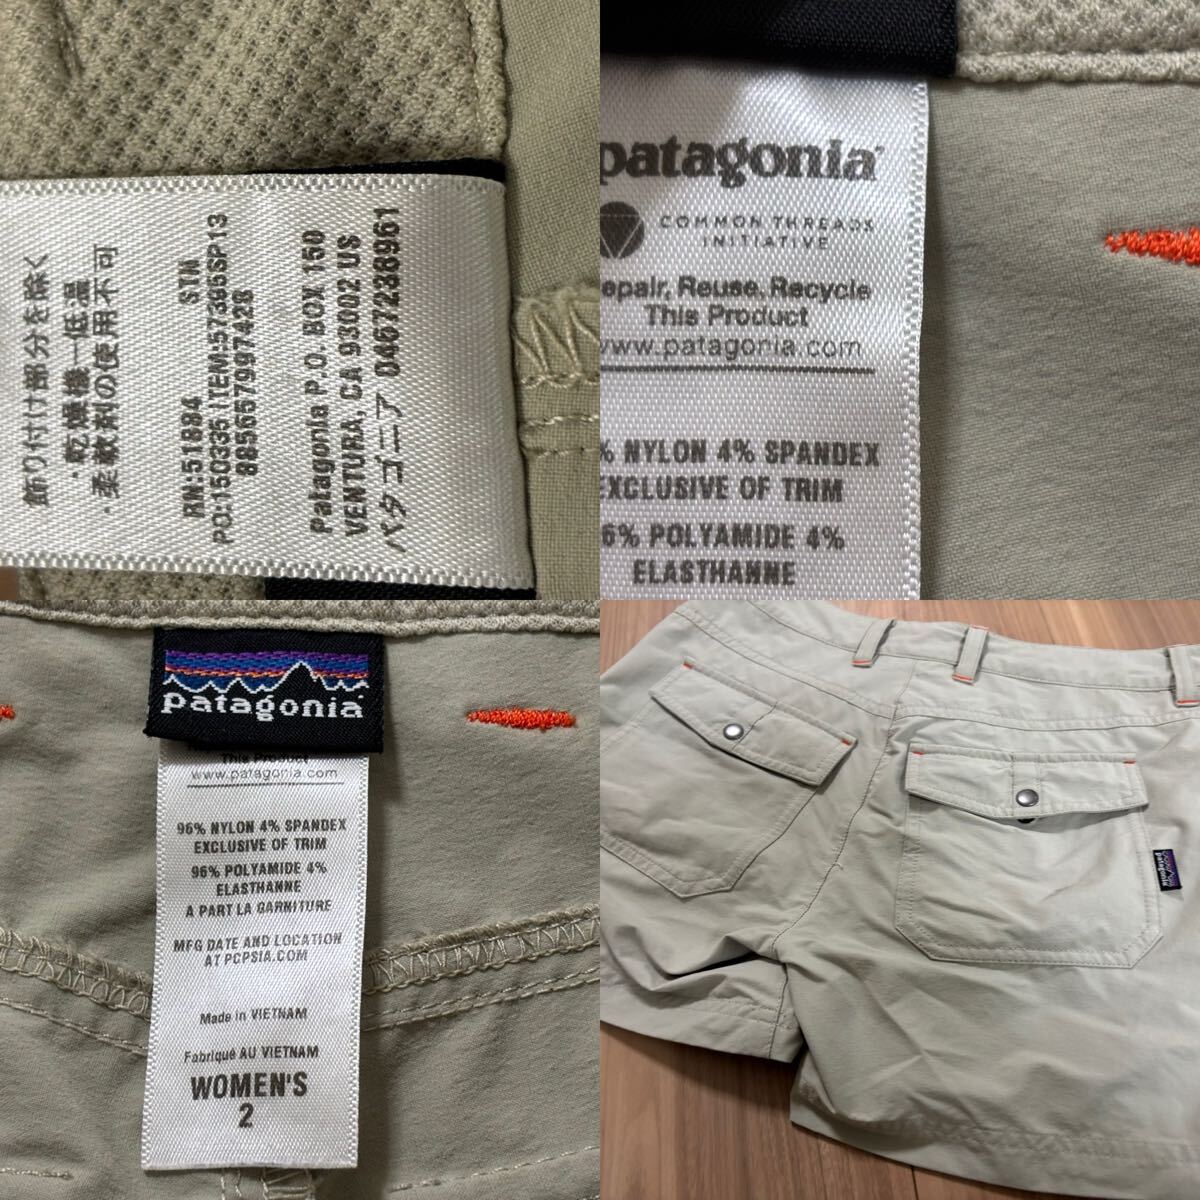 飾り付け部分を除く
・乾燥機－低温
・柔軟剤の使用不可
RN:51884 STN
PO:150335 ITEM:57395SP13
885657997428
Patagonia P.O. BOX 150
VENTURA, CA 93002 US
パタゴニア 0467238961
patagonia
COMMON THREADS
INITIATIVE
epair, Reuse, Recycle
This Product
www.patagonia.com
% NYLON 4% SPANDEX
EXCLUSIVE OF TRIM
6% POLYAMIDE 4%
ELASTHANNE
patagonia
This Product
www.patagonia.com
96% NYLON 4% SPANDEX
EXCLUSIVE OF TRIM
96% POLYAMIDE 4%
ELASTHANNE
A PART LA GARNITURE
MFG DATE AND LOCATION
AT PCPSIA.COM
Made in VIETNAM
Fabriqué AU VIETNAM
WOMEN'S
2
patagonia